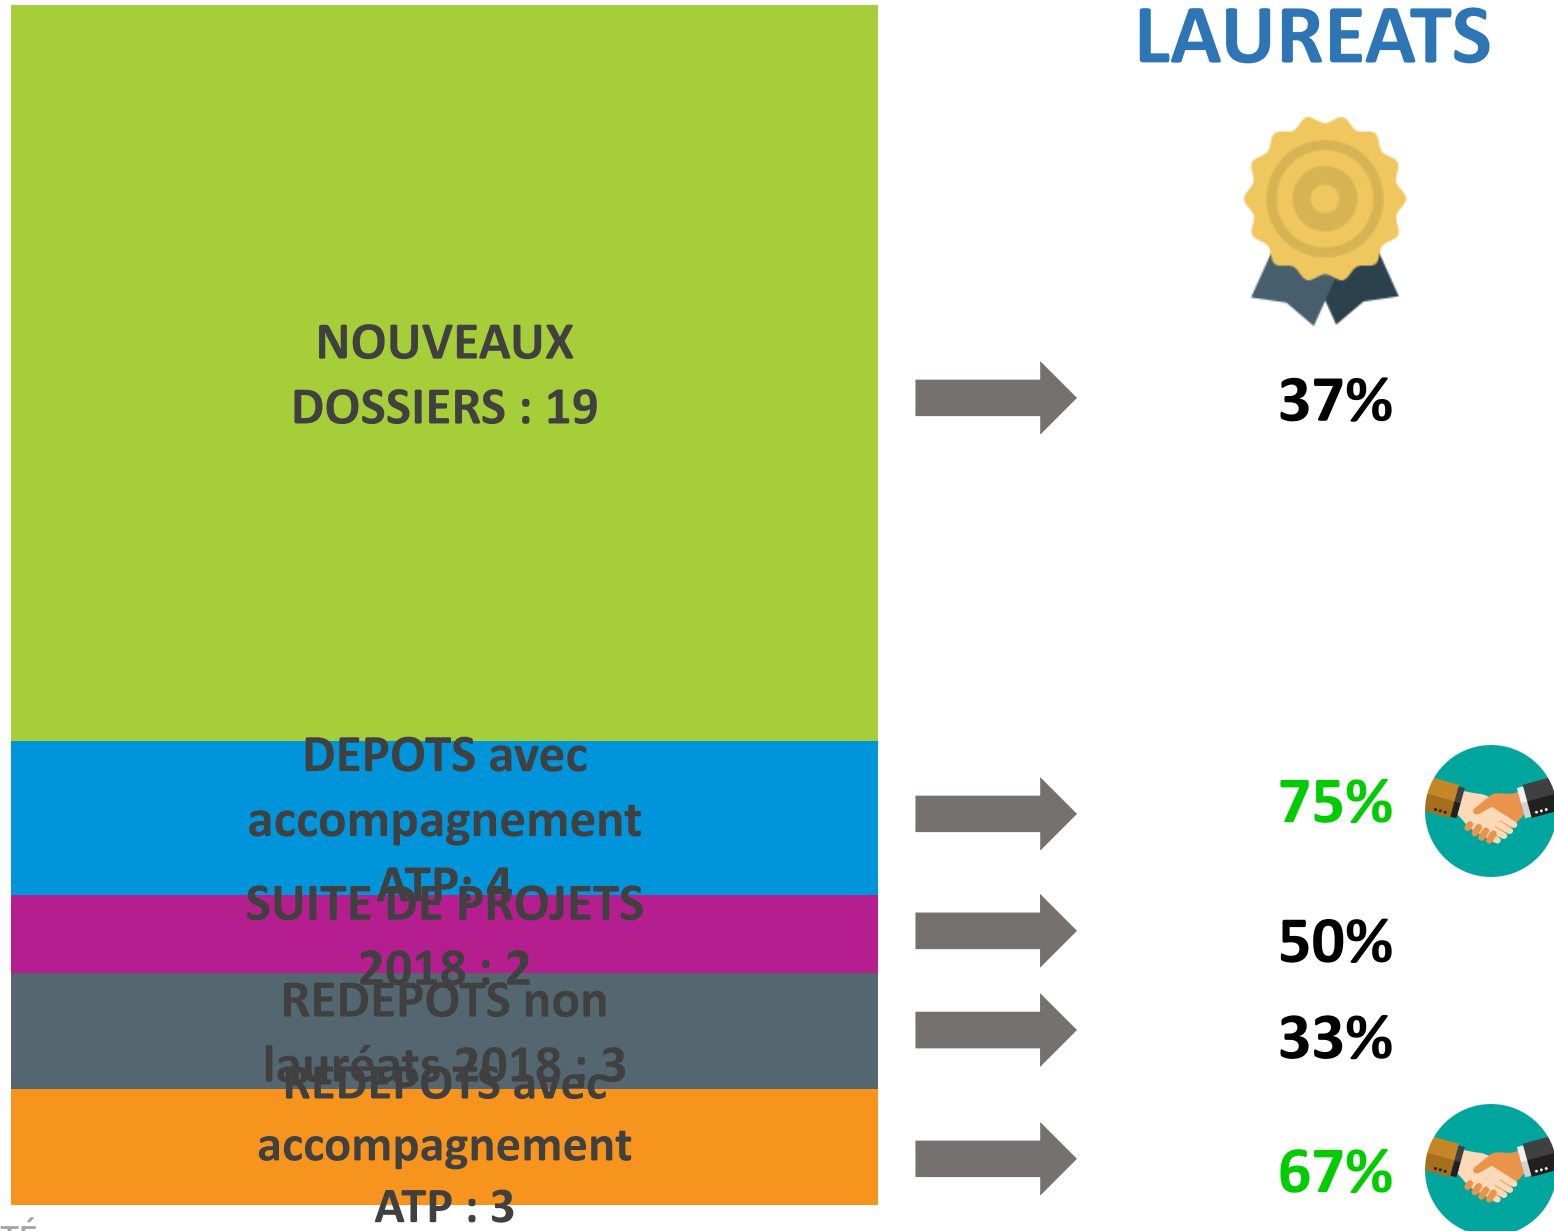 LAUREATS
NOUVEAUX
DOSSIERS : 19
37%
DEPOTS avec
accompagnement
ATP: 4
75%
SUITE DE PROJETS
2018 : 2
50%
REDEPOTS non
lauréats 2018 : 3
33%
REDEPOTS avec
accompagnement
ATP : 3
67%
TÉ